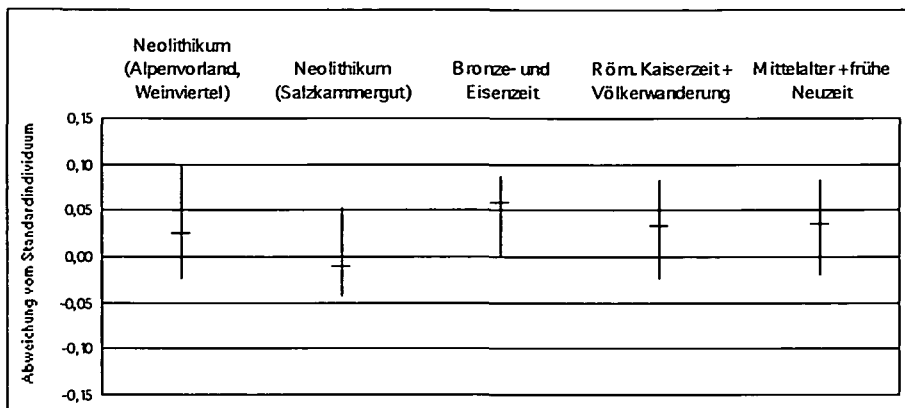 Neolithikum
(Alpenvorland,
Weinviertel)
Neolithikum
(Salzkammergut)
Bronze- und
Eisenzeit
Röm. Kaiserzeit +
Völkerwanderung
Mittelalter + frühe
Neuzeit
Abweichung vom Standardindividuum
0,15
0,10
0,05
0,00
-0,05
-0,10
-0,15